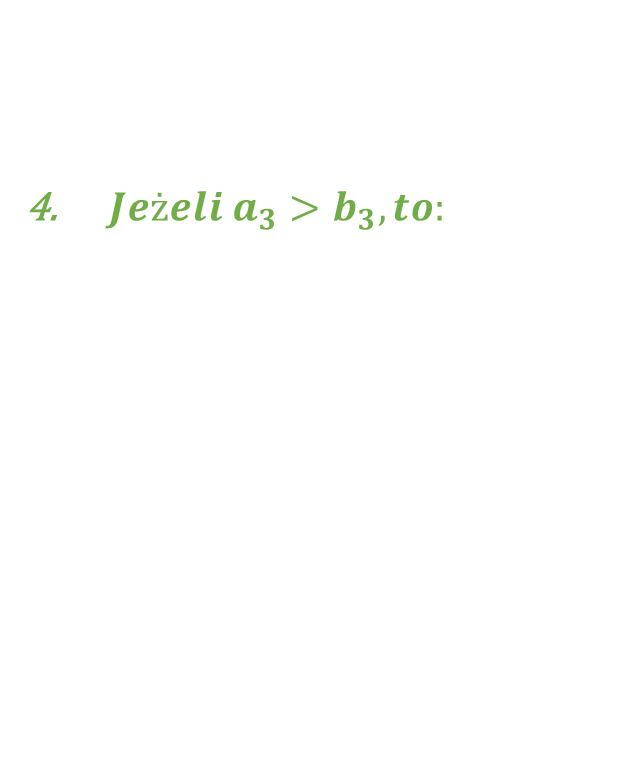 4. Jeżeli a₃ > b₃, to: